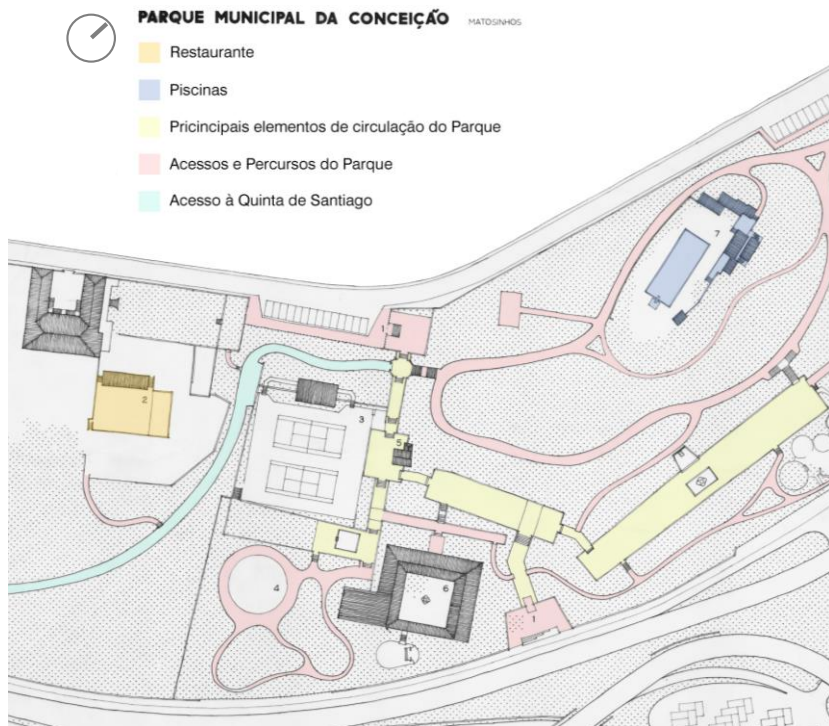 PARQUE MUNICIPAL DA CONCEIÇÃO MATOSINHOS
Restaurante
Piscinas
Pricincipais elementos de circulação do Parque
Acessos e Percursos do Parque
Acesso à Quinta de Santiago
7
1
2
3
5
4
6
1